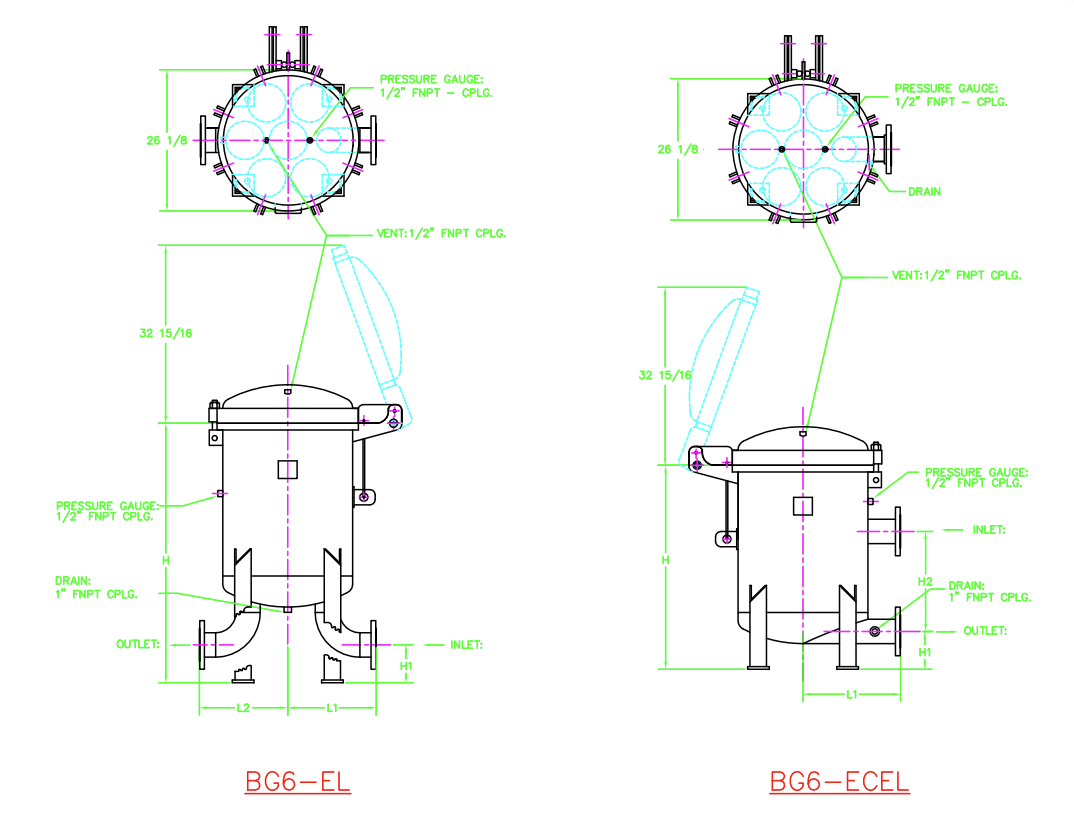 PRESSURE GAUGE:
1/2" FNPT - CPLG.
26 1/8
VENT:1/2" FNPT CPLG.
32 15/16
PRESSURE GAUGE:
1/2" FNPT CPLG.
H
DRAIN:
1" FNPT CPLG.
OUTLET:
INLET:
H1
L2
L1
BG6-EL
PRESSURE GAUGE:
1/2" FNPT - CPLG.
26 1/8
DRAIN
VENT:1/2" FNPT CPLG.
32 15/16
PRESSURE GAUGE:
1/2" FNPT CPLG.
INLET:
H
H2
DRAIN:
1" FNPT CPLG.
OUTLET:
H1
L1
BG6-ECEL